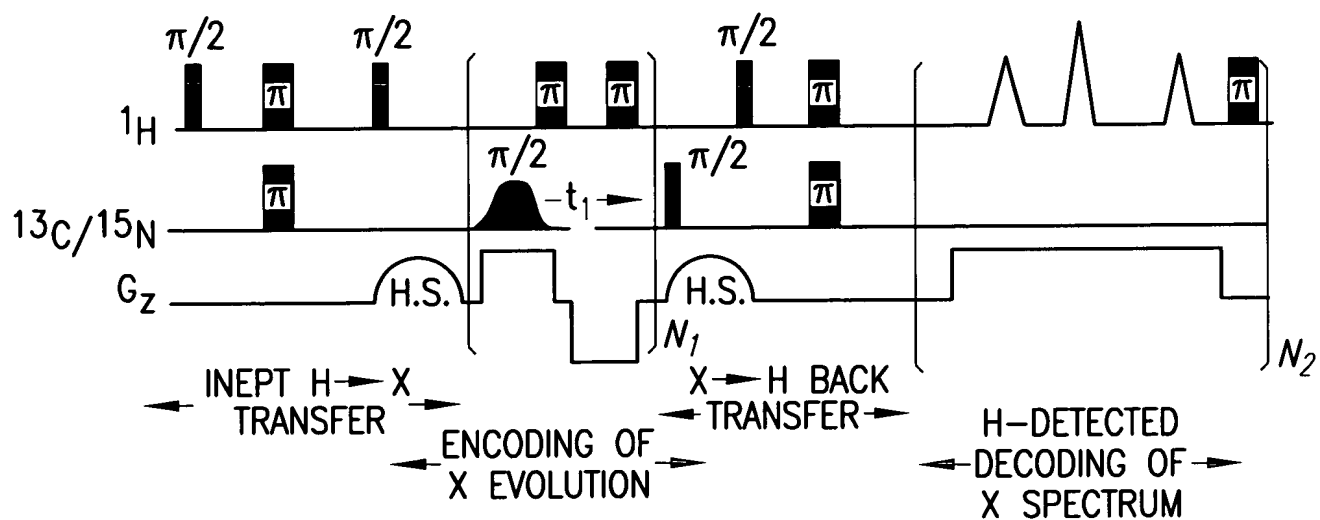 π/2 π/2 π/2
¹H π π π π π
π/2 t₁ π/2
¹³C/¹⁵N π π
G_Z H.S. H.S.
N₁ N₂
INEPT H→X
TRANSFER
X→H BACK
TRANSFER
ENCODING OF
X EVOLUTION
H-DETECTED
DECODING OF
X SPECTRUM